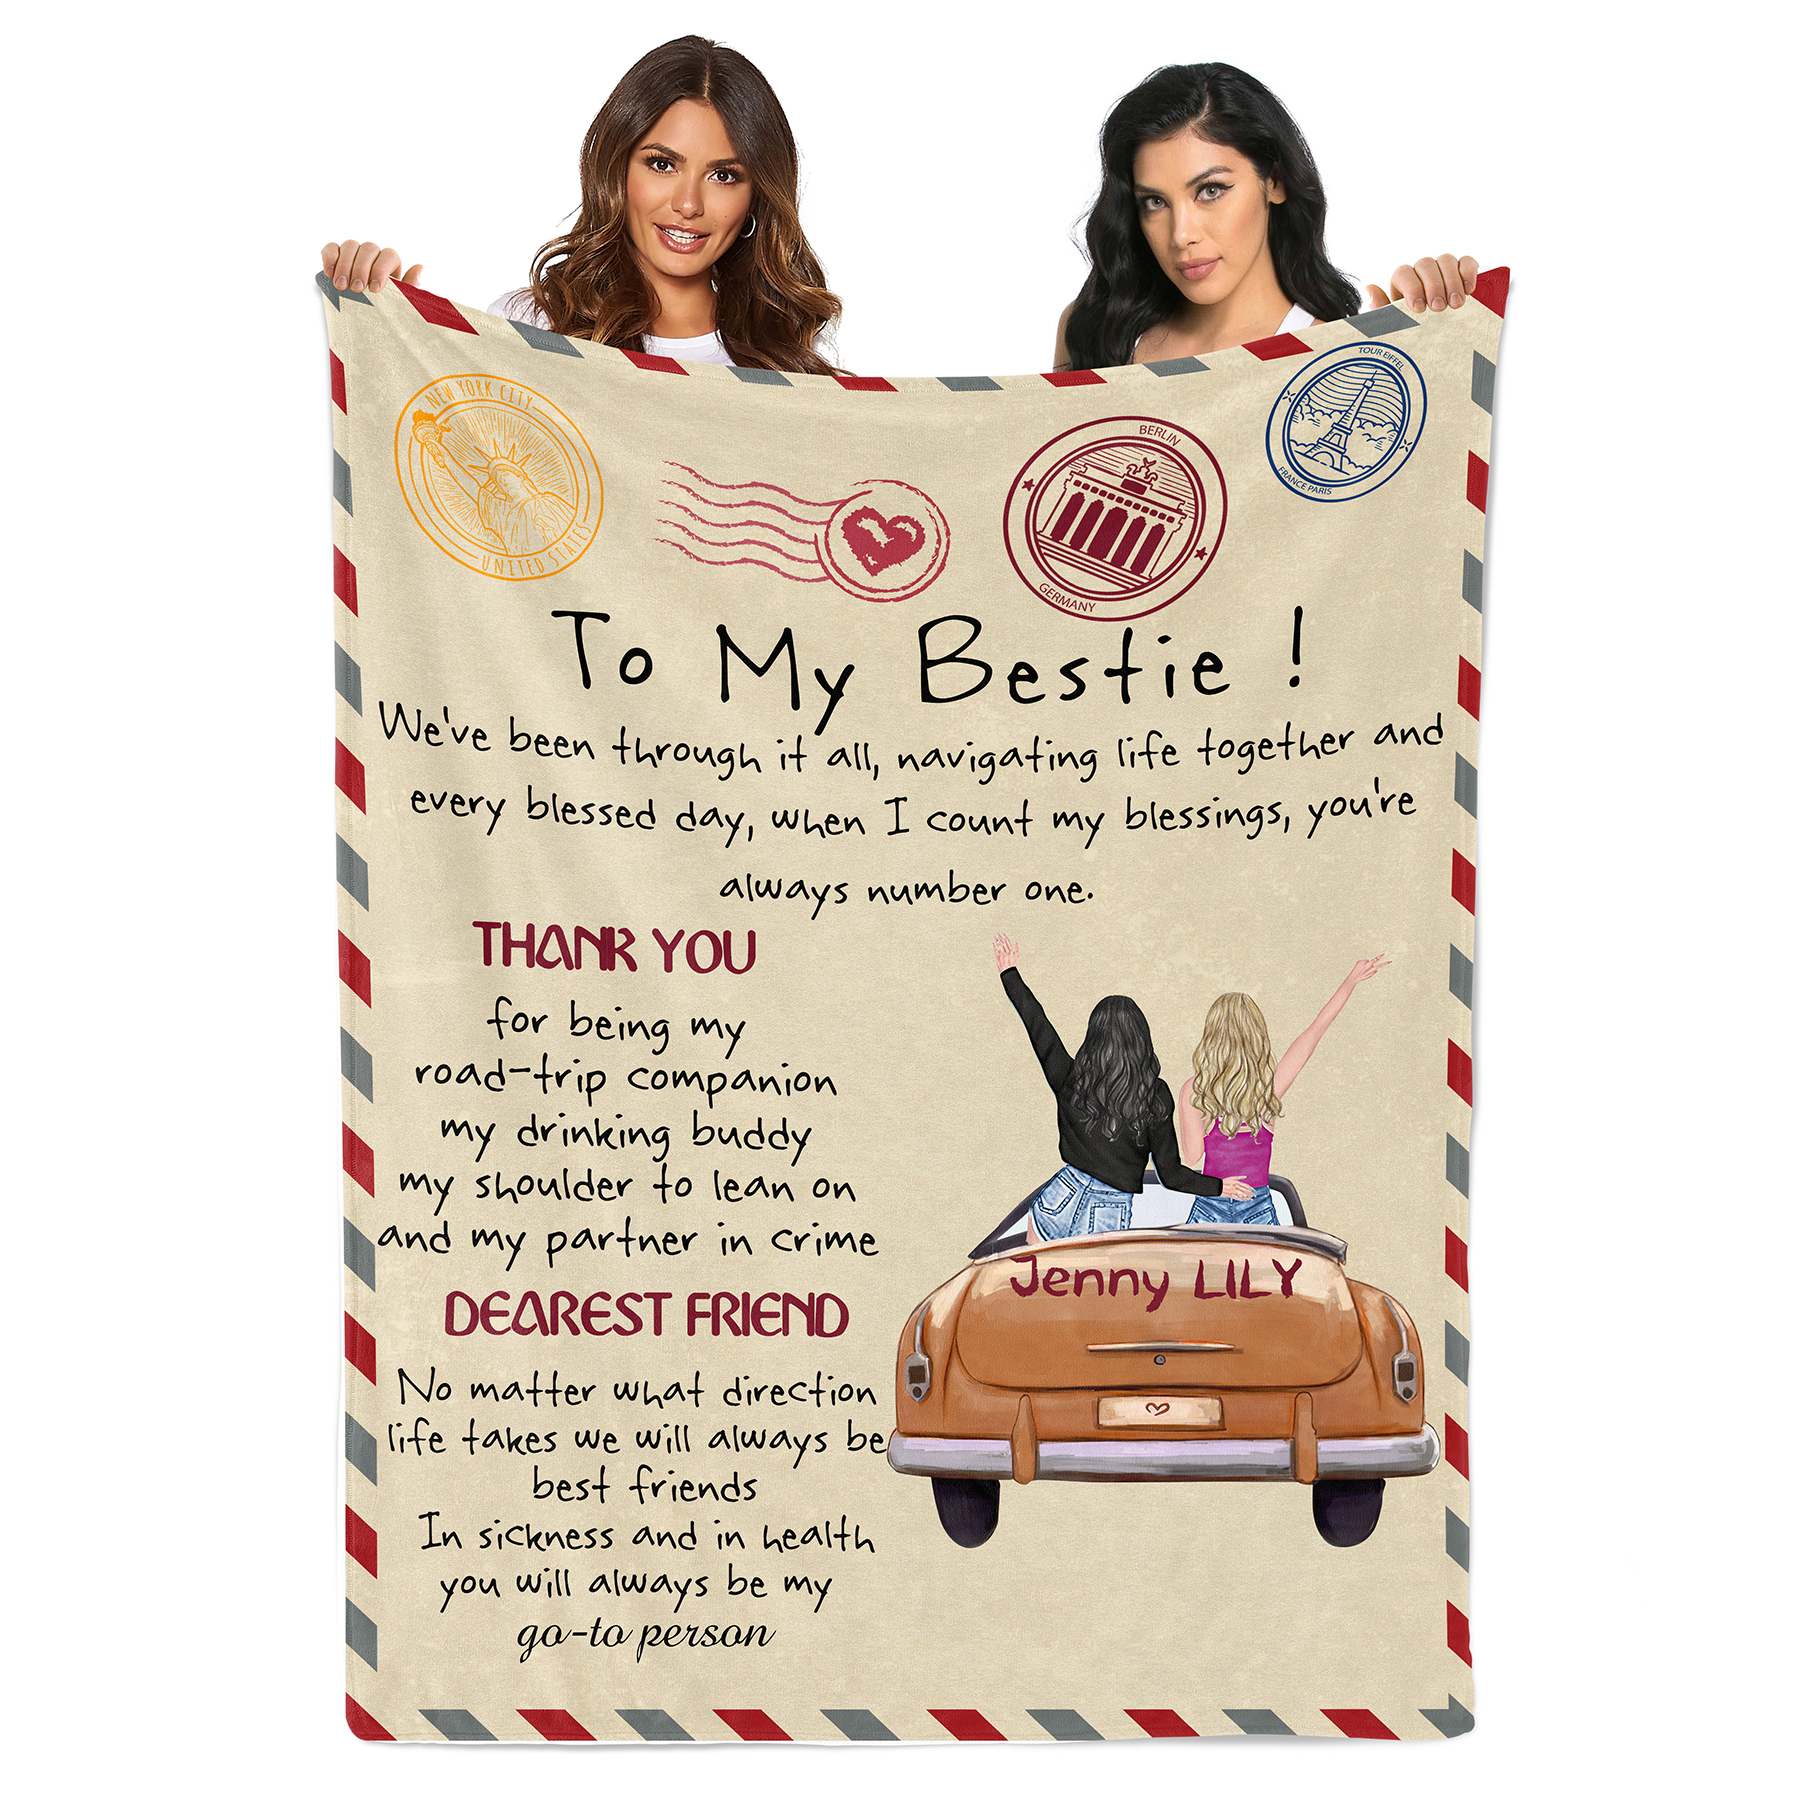 NEW YORK CITY
UNITED STATES
BERLIN
GERMANY
TOUR EIFFEL
FRANCE PARIS
To My Bestie !
We've been through it all, navigating life together and
every blessed day, when I count my blessings, you're
always number one.
THANK YOU
for being my
road-trip companion
my drinking buddy
my shoulder to lean on
and my partner in crime
DEAREST FRIEND
No matter what direction
life takes we will always be
best friends
In sickness and in health
you will always be my
go-to person
Jenny LILY